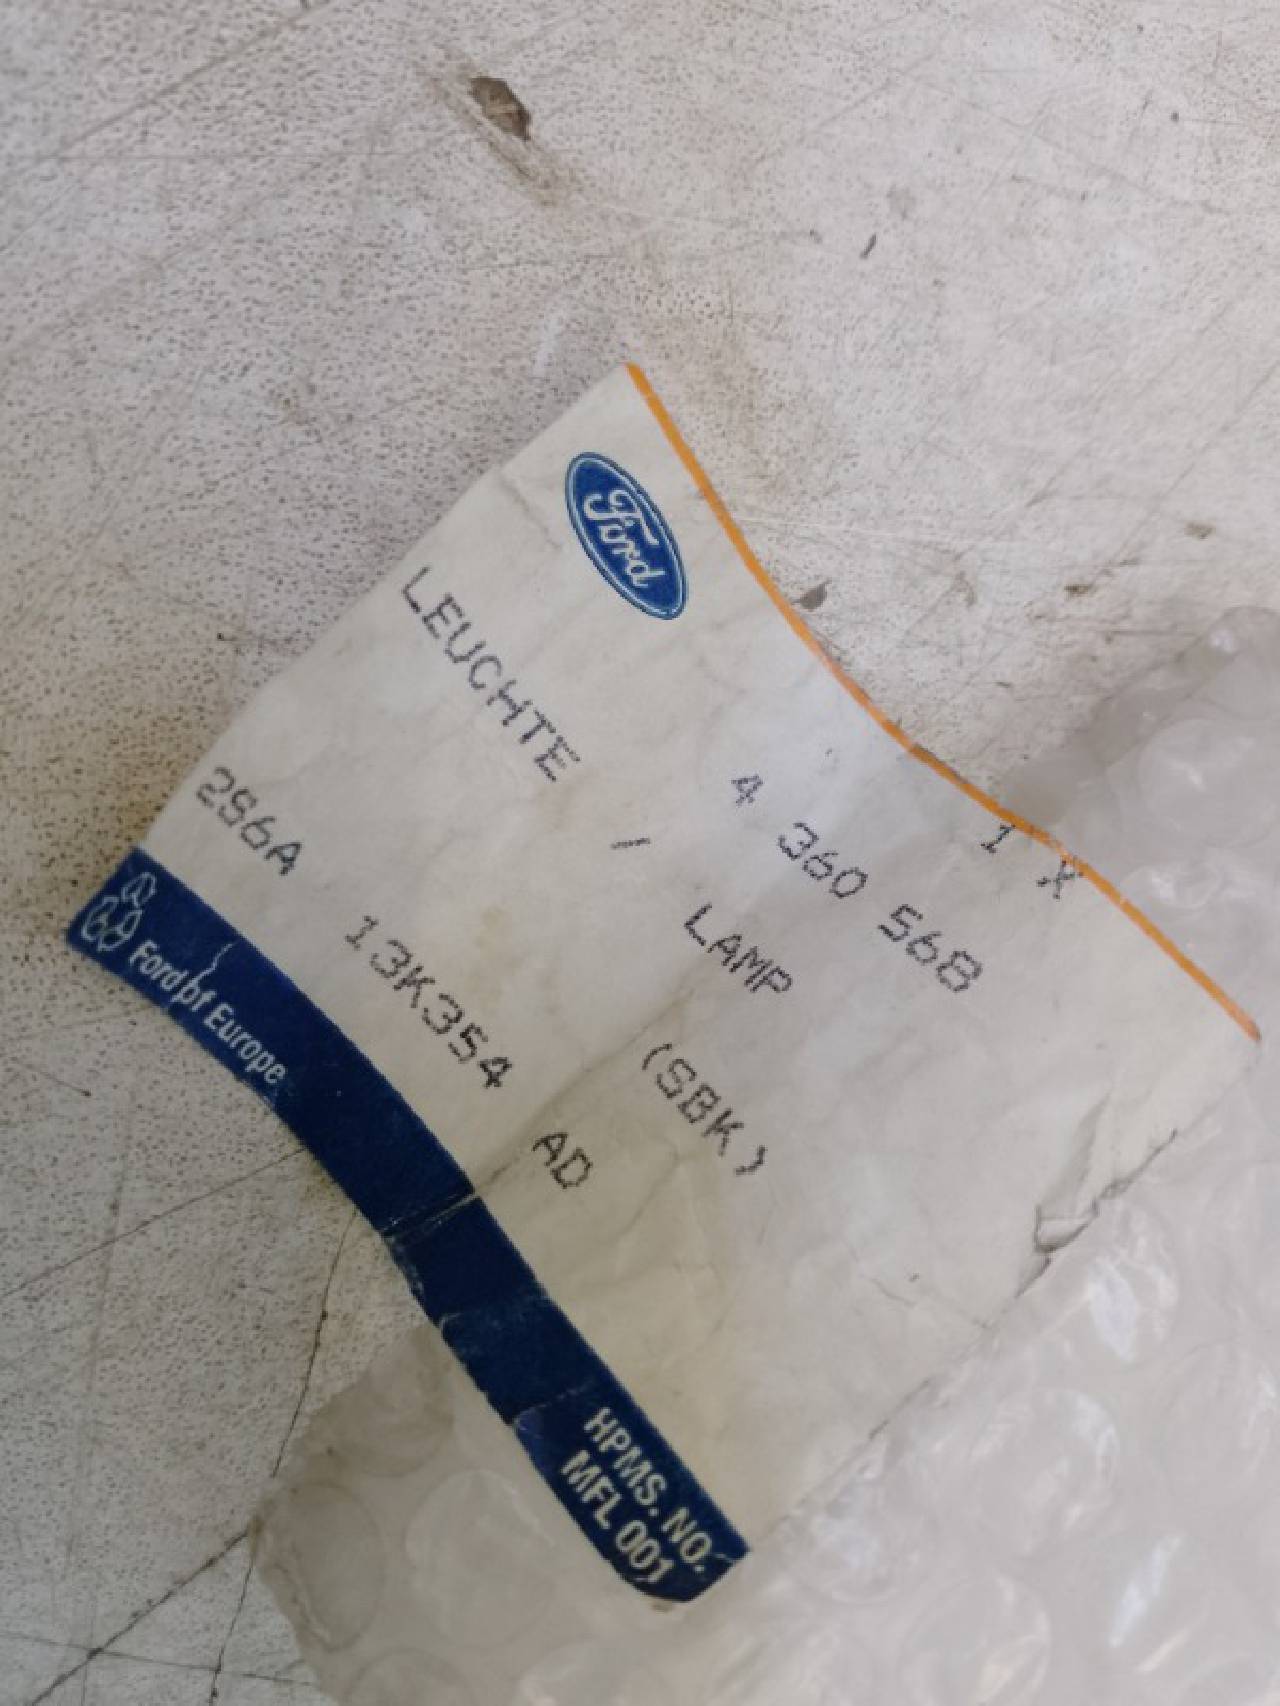 Ford
1 X
4 360 568
LEUCHTE / LAMP (SBK)
2S6A 13K354 AD
Ford of Europe
HPMS. NO.
MFL 001